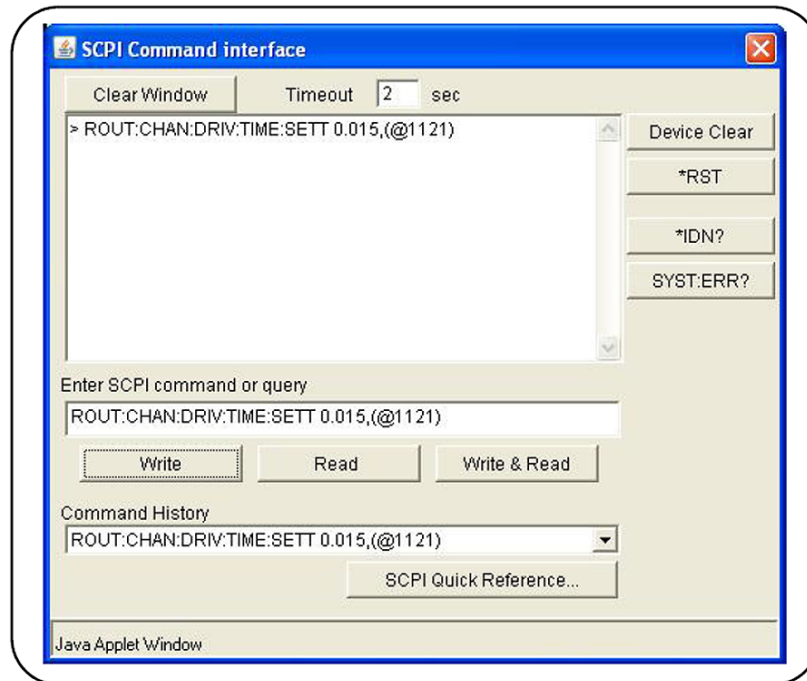 SCPI Command interface
Clear Window Timeout 2 sec
> ROUT:CHAN:DRIV:TIME:SETT 0.015,(@1121)
Device Clear
*RST
*IDN?
SYST:ERR?
Enter SCPI command or query
ROUT:CHAN:DRIV:TIME:SETT 0.015,(@1121)
Write Read Write & Read
Command History
ROUT:CHAN:DRIV:TIME:SETT 0.015,(@1121)
SCPI Quick Reference...
Java Applet Window